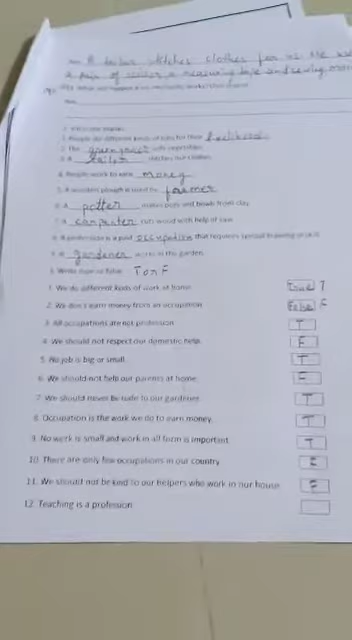 A tailor stitches clothes for us. He uses
a pair of scissor, a measuring tape and sewing
Ans.
1. People do different kinds of jobs for their livelihood
2. The greengrocer sells vegetables.
3. A tailor stitches our clothes.
4. People work to earn money
5. A wooden plough is used by farmer
6. A potter makes pots and bowls from clay.
7. A carpenter cuts wood with help of saw.
8. A profession is a paid occupation that requires special training or skill.
9. A gardener works in the garden.
Write true or false. T or F
1. We do different kinds of work at home. True T
2. We don't earn money from an occupation. False F
3. All occupations are not profession. T
4. We should not respect our domestic help. F
5. No job is big or small. T
6. We should not help our parents at home. F
7. We should never be rude to our gardener. T
8. Occupation is the work we do to earn money. T
9. No work is small and work in all form is important. T
10. There are only few occupations in our country. F
11. We should not be kind to our helpers who work in our house. F
12. Teaching is a profession.